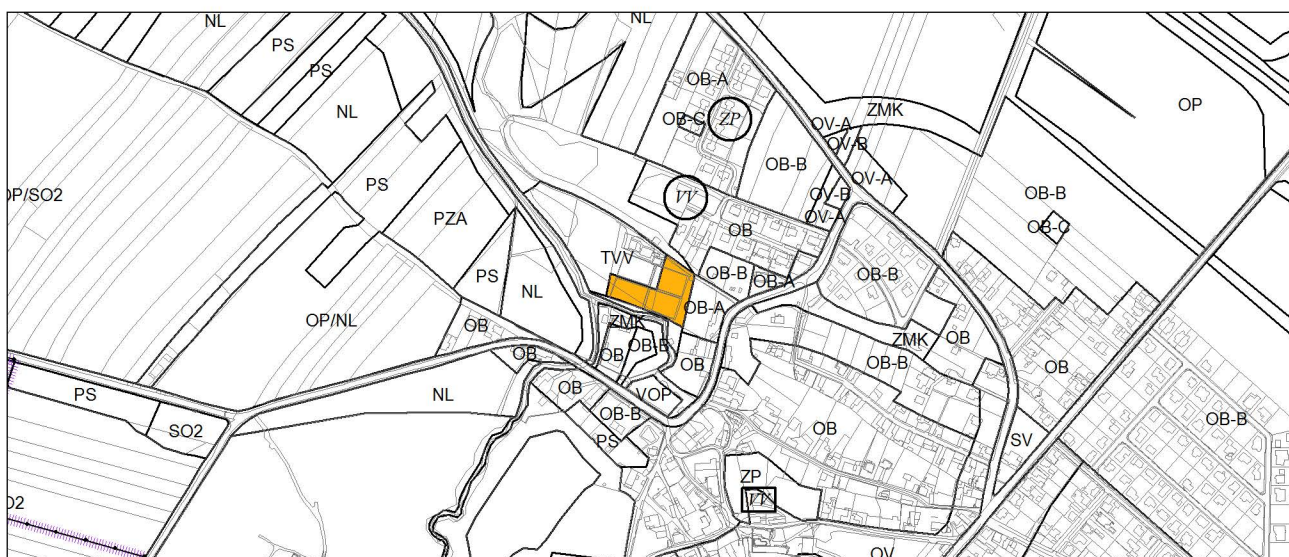 NL
NL
PS
PS
OB-A
OP
NL
ZMK
OB-C
ZP
OV-A
OV-B
OB-B
PS
OV-A
OP/SO2
VV
OV-B
OB-B
PZA
OV-A
OB-C
OB
TVV
PS
NL
OB-B
OB-A
OB-B
OB-A
OP/NL
ZMK
OB
OB-B
ZMK
OB
OB
OB
OB
OB-B
OB
PS
NL
OB
VOP
OB-B
OB-B
SO2
PS
OB
SV
ZP
VV
O2
OV